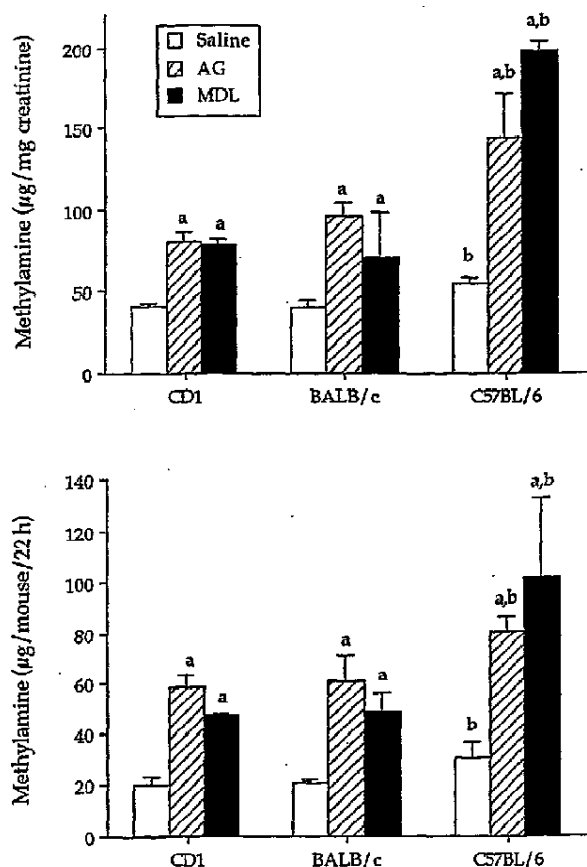 Saline
AG
MDL
Methylamine (µg/mg creatinine)
200
150
100
50
0
a
a
a
a
b
a,b
a,b
CD1
BALB/c
C57BL/6
Methylamine (µg/mouse/22 h)
140
120
100
80
60
40
20
0
a
a
a
a
b
a,b
a,b
CD1
BALB/c
C57BL/6